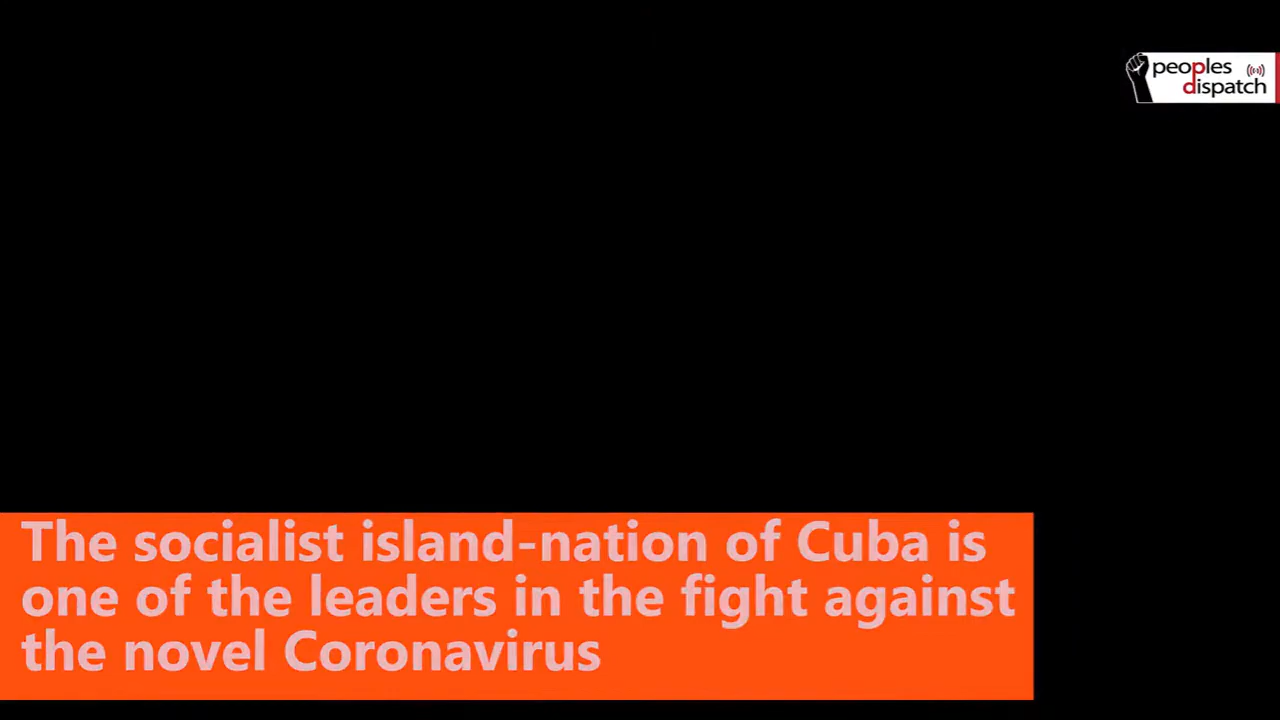 peoples
dispatch
The socialist island-nation of Cuba is
one of the leaders in the fight against
the novel Coronavirus